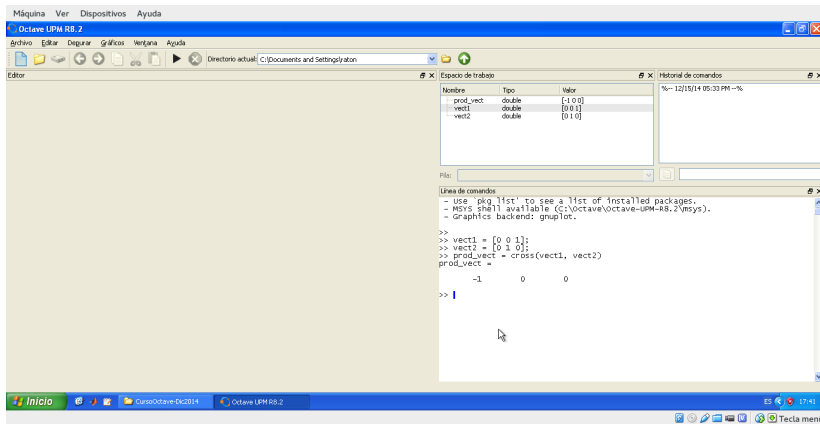 Máquina Ver Dispositivos Ayuda
Octave UPM R8.2
Archivo Editar Depurar Gráficos Ventana Ayuda
Directorio actual: C:\Documents and Settings\raton
Editor
Espacio de trabajo
Nombre Tipo Valor
prod_vect double [-1 0 0]
vect1 double [0 0 1]
vect2 double [0 1 0]
Pila:
Historial de comandos
%-- 12/15/14 05:33 PM --%
Línea de comandos
- Use `pkg list' to see a list of installed packages.
- MSYS shell available (C:\Octave\Octave-UPM-R8.2\msys).
- Graphics backend: gnuplot.
>>
>> vect1 = [0 0 1];
>> vect2 = [0 1 0];
>> prod_vect = cross(vect1, vect2)
prod_vect =
-1 0 0
>>
Inicio
CursoOctave-Dic2014
Octave UPM R8.2
ES
17:41
Tecla men